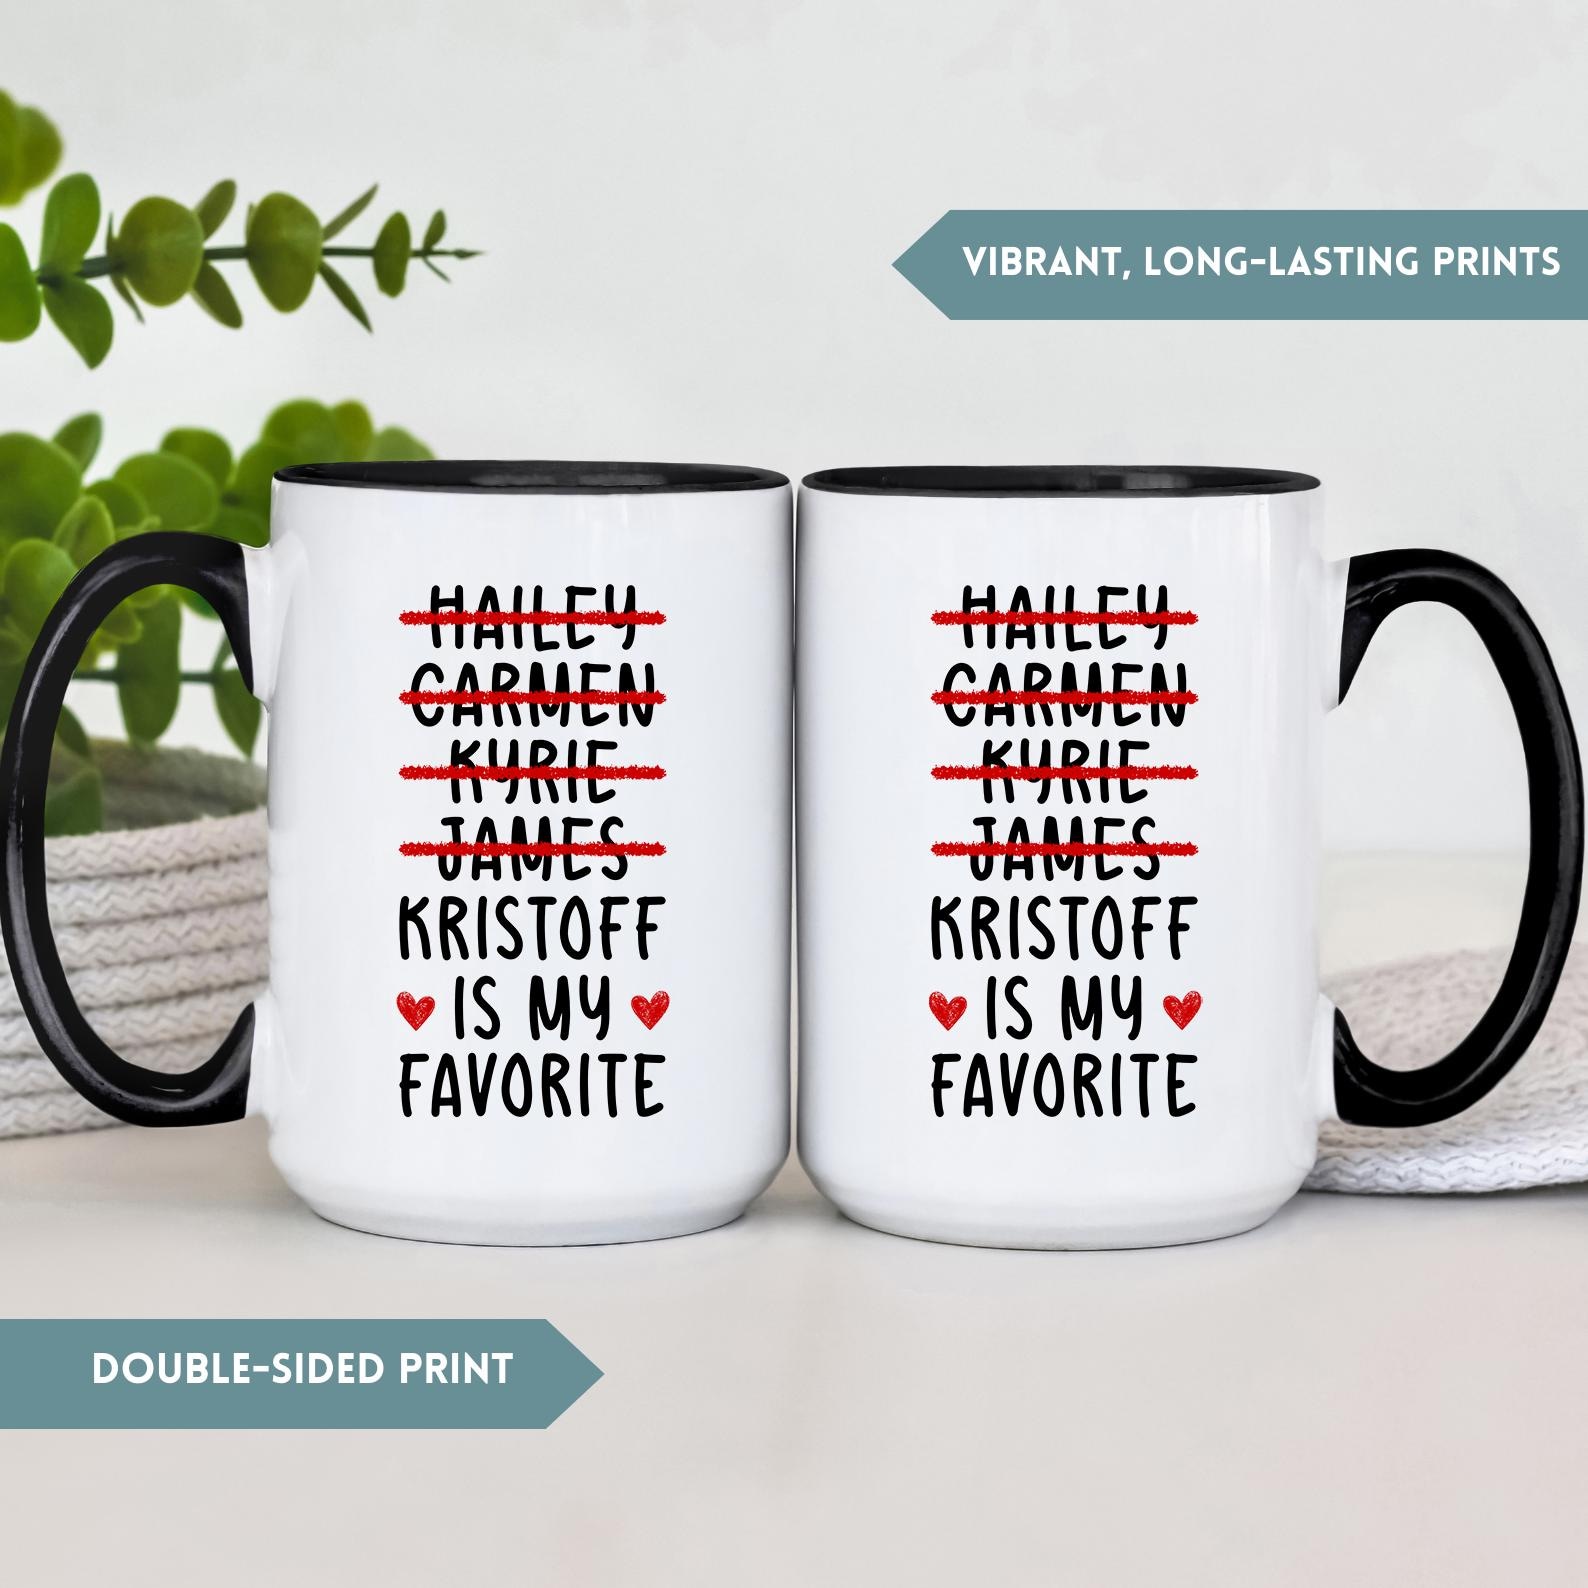 VIBRANT, LONG-LASTING PRINTS
HAILEY
CARMEN
KYRIE
JAMES
KRISTOFF
IS MY
FAVORITE
HAILEY
CARMEN
KYRIE
JAMES
KRISTOFF
IS MY
FAVORITE
DOUBLE-SIDED PRINT